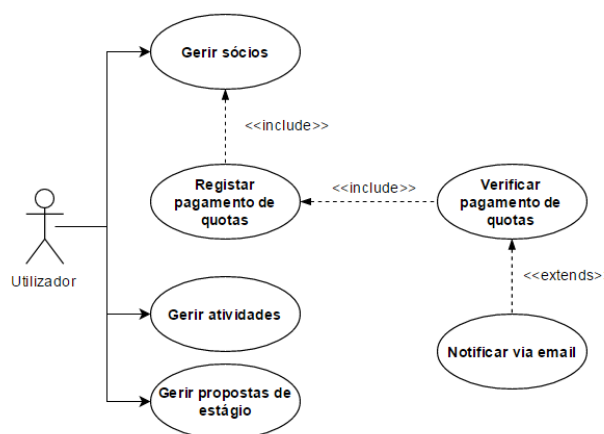 Gerir sócios
<<include>>
Registar
pagamento de
quotas
<<include>>
Verificar
pagamento de
quotas
Utilizador
<<extends>
Gerir atividades
Notificar via email
Gerir propostas de
estágio